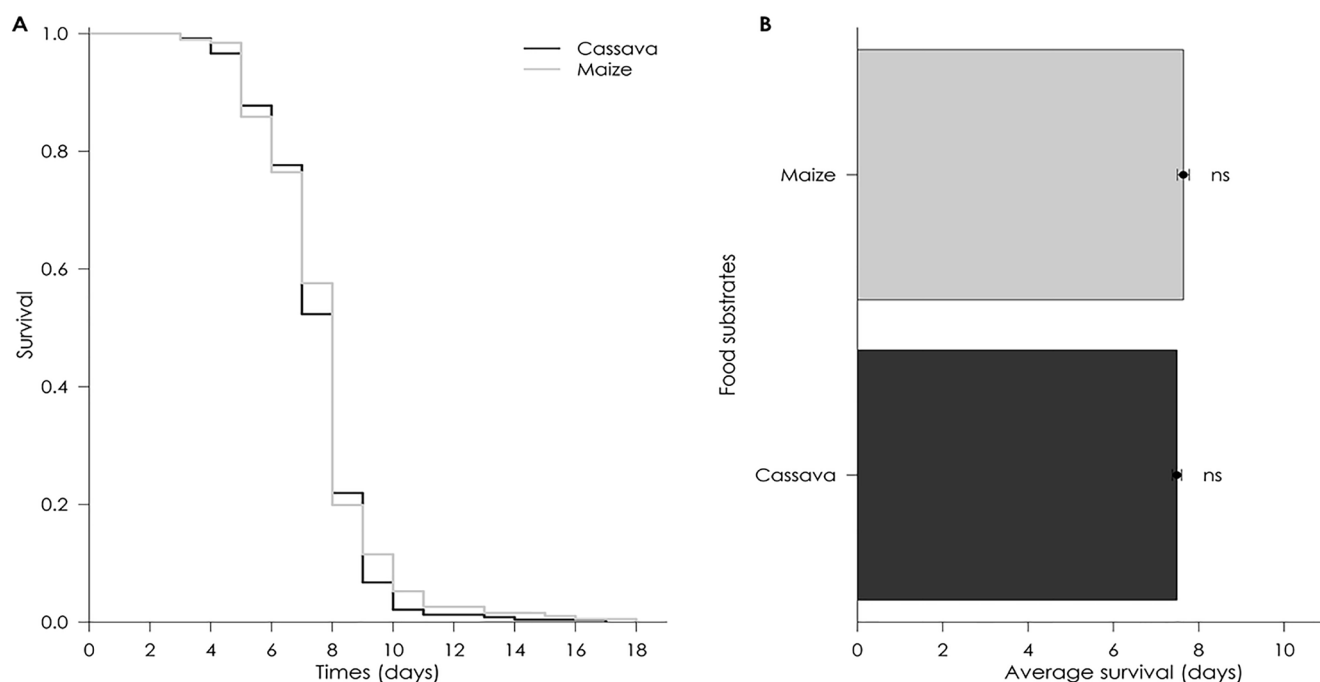 A
1.0
0.8
0.6
0.4
0.2
0.0
Survival
0 2 4 6 8 10 12 14 16 18
Times (days)
Cassava
Maize
B
Food substrates
Maize
ns
Cassava
ns
0 2 4 6 8 10
Average survival (days)